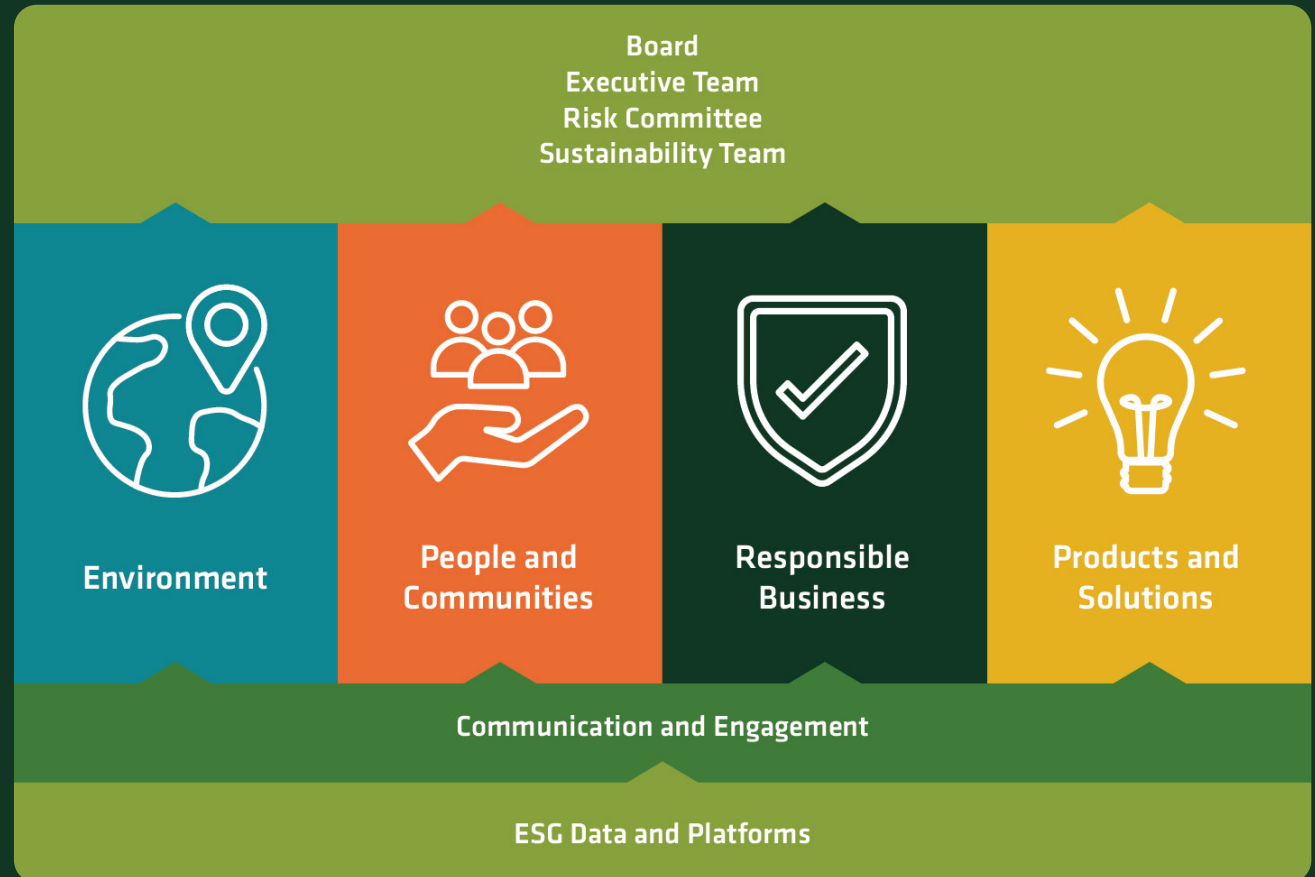 Board
Executive Team
Risk Committee
Sustainability Team
Environment
People and
Communities
Responsible
Business
Products and
Solutions
Communication and Engagement
ESG Data and Platforms